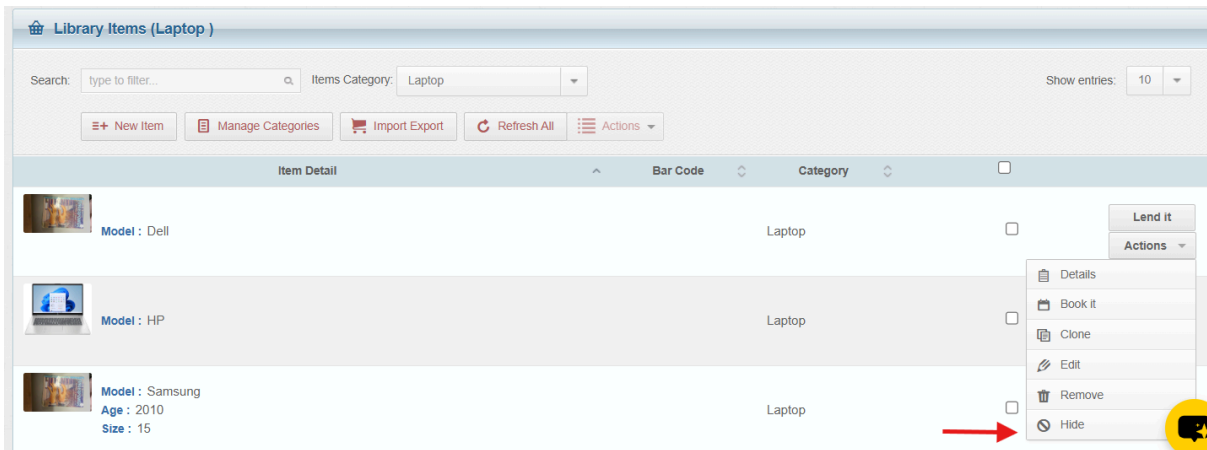 Library Items (Laptop )
Search: type to filter... Items Category: Laptop Show entries: 10
New Item Manage Categories Import Export Refresh All Actions
Item Detail Bar Code Category
Model : Dell Laptop Lend it
Actions
Details
Book it
Model : HP Laptop
Clone
Edit
Model : Samsung
Remove
Age : 2010 Laptop
Hide
Size : 15